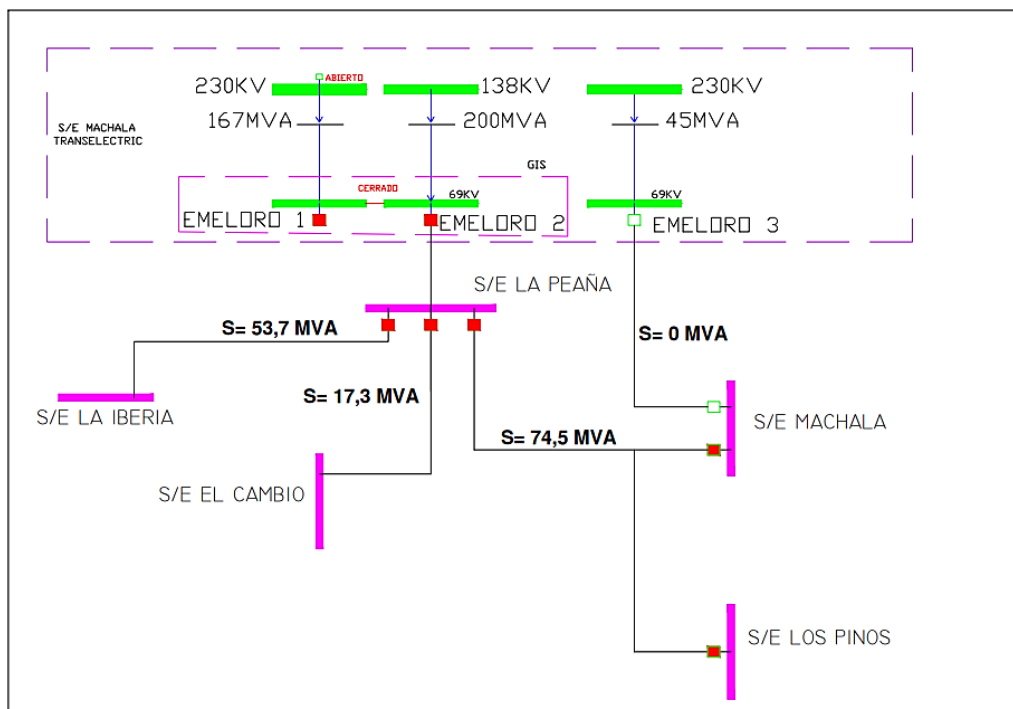 ABIERTO
230KV
138KV
230KV
167MVA
200MVA
45MVA
S/E MACHALA
TRANSELECTRIC
GIS
CERRADO
69KV
69KV
EMELORO 1
EMELORO 2
EMELORO 3
S/E LA PEAÑA
S= 53,7 MVA
S= 0 MVA
S= 17,3 MVA
S/E LA IBERIA
S/E MACHALA
S= 74,5 MVA
S/E EL CAMBIO
S/E LOS PINOS